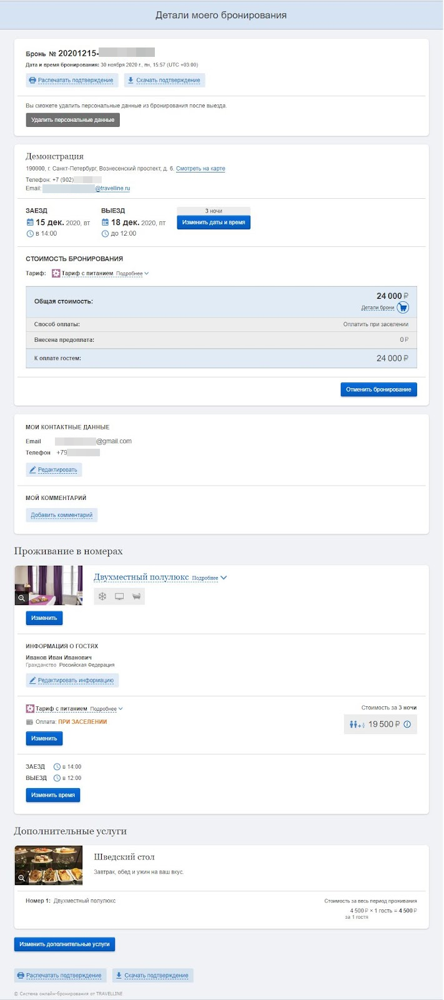 Детали моего бронирования
Бронь № 20201215-
Дата и время бронирования: 30 ноября 2020 г., пн, 15:57 (UTC +03:00)
Распечатать подтверждение Скачать подтверждение
Вы сможете удалить персональные данные из бронирования после выезда.
Удалить персональные данные
Демонстрация
190000, г. Санкт-Петербург, Вознесенский проспект, д. 6. Смотреть на карте
Телефон: +7 (902)
Email: @travelline.ru
ЗАЕЗД ВЫЕЗД 3 ночи
15 дек. 2020, вт 18 дек. 2020, пт Изменить даты и время
в 14:00 до 12:00
СТОИМОСТЬ БРОНИРОВАНИЯ
Тариф: Тариф с питанием Подробнее
Общая стоимость: 24 000 ₽
Детали брони
Способ оплаты: Оплатить при заселении
Внесена предоплата: 0 ₽
К оплате гостем: 24 000 ₽
Отменить бронирование
МОИ КОНТАКТНЫЕ ДАННЫЕ
Email @gmail.com
Телефон +79
Редактировать
МОЙ КОММЕНТАРИЙ
Добавить комментарий
Проживание в номерах
Двухместный полулюкс Подробнее
Изменить
ИНФОРМАЦИЯ О ГОСТЯХ
Иванов Иван Иванович
Гражданство Российская Федерация
Редактировать информацию
Тариф с питанием Подробнее Стоимость за 3 ночи
Оплата: ПРИ ЗАСЕЛЕНИИ 19 500 ₽
Изменить
ЗАЕЗД в 14:00
ВЫЕЗД в 12:00
Изменить время
Дополнительные услуги
Шведский стол
Завтрак, обед и ужин на ваш вкус.
Номер 1: Двухместный полулюкс Стоимость за весь период проживания
4 500 ₽ × 1 гость = 4 500 ₽
за 1 гостя
Изменить дополнительные услуги
Распечатать подтверждение Скачать подтверждение
© Система онлайн-бронирования от TRAVELLINE